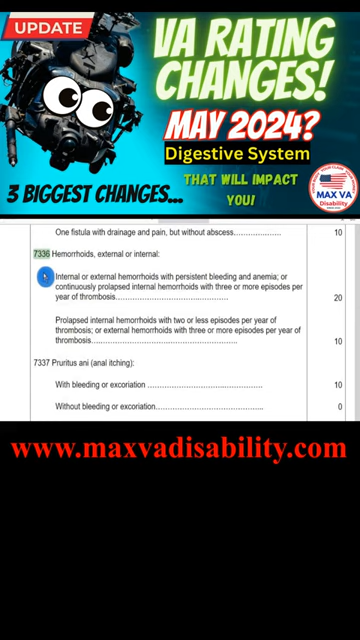 UPDATE
VA RATING
CHANGES!
MAY 2024?
Digestive System
3 BIGGEST CHANGES...
THAT WILL IMPACT
YOU!
MAX VA
Disability
One fistula with drainage and pain, but without abscess………………… 10
7336 Hemorrhoids, external or internal:
Internal or external hemorrhoids with persistent bleeding and anemia; or
continuously prolapsed internal hemorrhoids with three or more episodes per
year of thrombosis…………………………………… 20
Prolapsed internal hemorrhoids with two or less episodes per year of
thrombosis; or external hemorrhoids with three or more episodes per year of
thrombosis………………………………………………. 10
7337 Pruritus ani (anal itching):
With bleeding or excoriation ………………………………………… 10
Without bleeding or excoriation……………………………………….. 0
www.maxvadisability.com